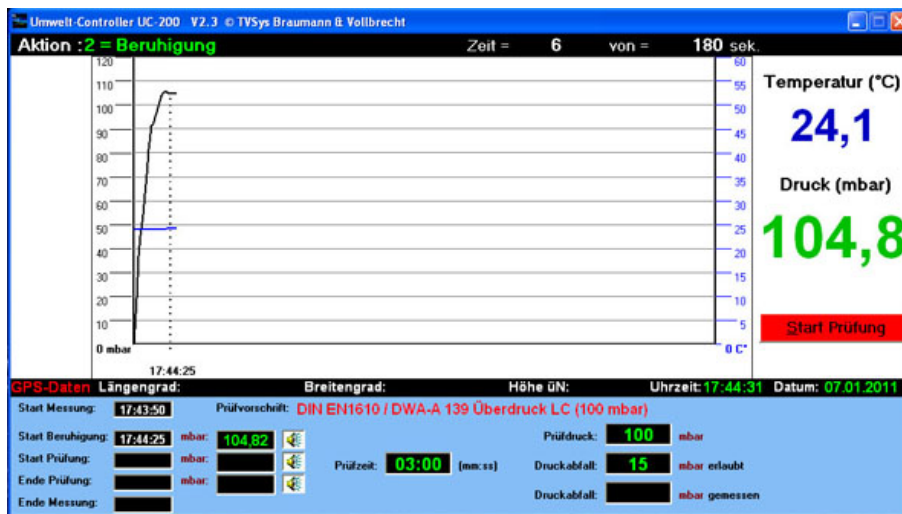 Umwelt-Controller UC-200 V2.3 © TVSys Braumann & Vollbrecht
Aktion :2 = Beruhigung Zeit = 6 von = 180 sek.
120
110
100
90
80
70
60
50
40
30
20
10
0 mbar
60
55
50
45
40
35
30
25
20
15
10
5
0 C°
17:44:25
Temperatur (°C)
24,1
Druck (mbar)
104,8
Start Prüfung
GPS-Daten Längengrad: Breitengrad: Höhe üN: Uhrzeit: 17:44:31 Datum: 07.01.2011
Start Messung: 17:43:50 Prüfvorschrift: DIN EN1610 / DWA-A 139 Überdruck LC (100 mbar)
Start Beruhigung: 17:44:25 mbar: 104,82 Prüfdruck: 100 mbar
Start Prüfung: mbar: Prüfzeit: 03:00 (mm:ss) Druckabfall: 15 mbar erlaubt
Ende Prüfung: mbar: Druckabfall: mbar gemessen
Ende Messung: